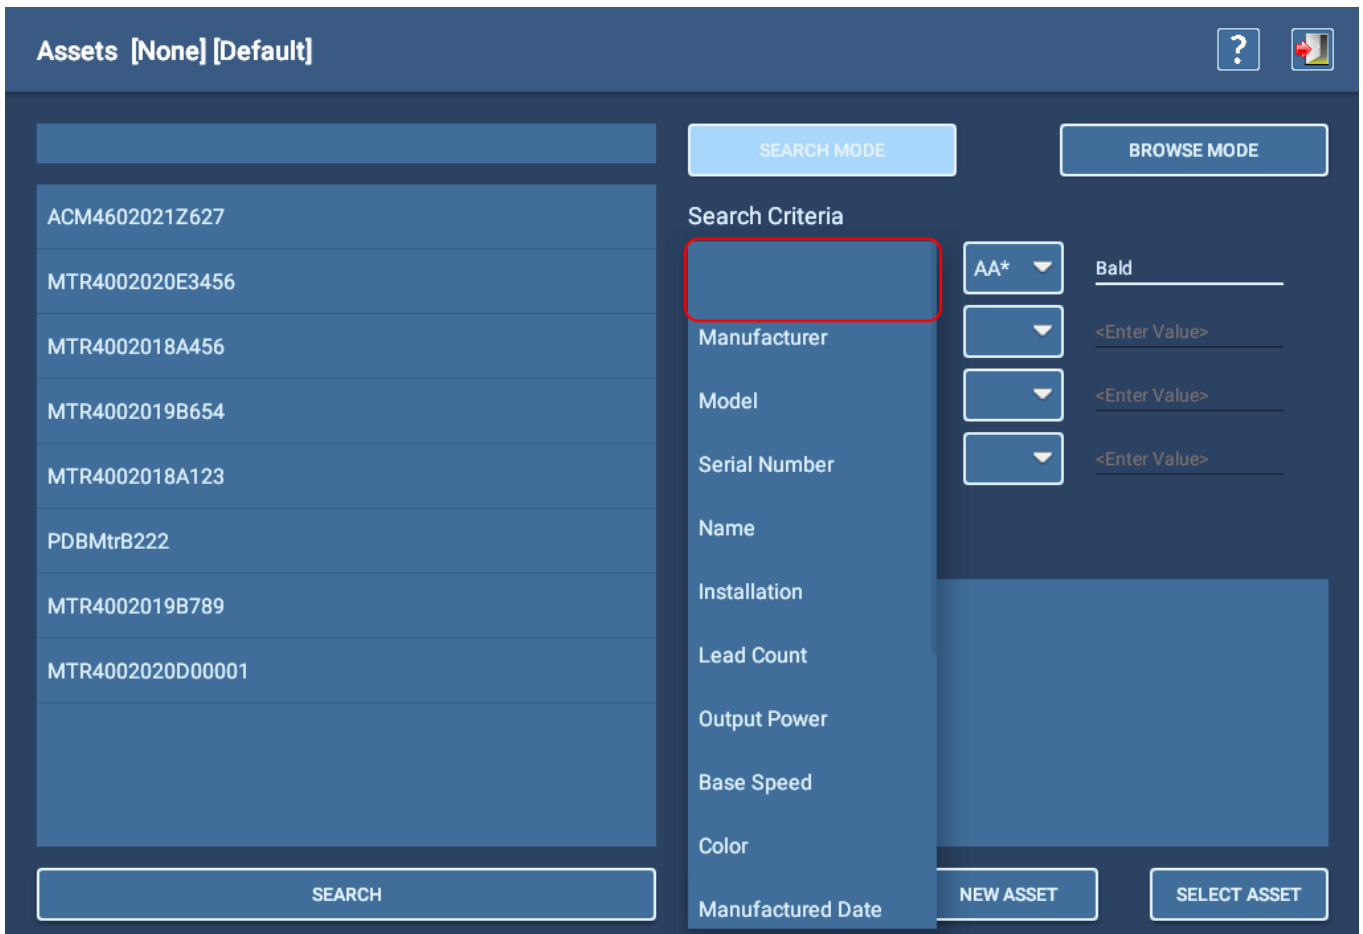 Assets [None] [Default]
?
SEARCH MODE
BROWSE MODE
ACM4602021Z627
MTR4002020E3456
MTR4002018A456
MTR4002019B654
MTR4002018A123
PDBMtrB222
MTR4002019B789
MTR4002020D00001
SEARCH
Search Criteria
Manufacturer
Model
Serial Number
Name
Installation
Lead Count
Output Power
Base Speed
Color
Manufactured Date
AA*
Bald
<Enter Value>
<Enter Value>
<Enter Value>
NEW ASSET
SELECT ASSET